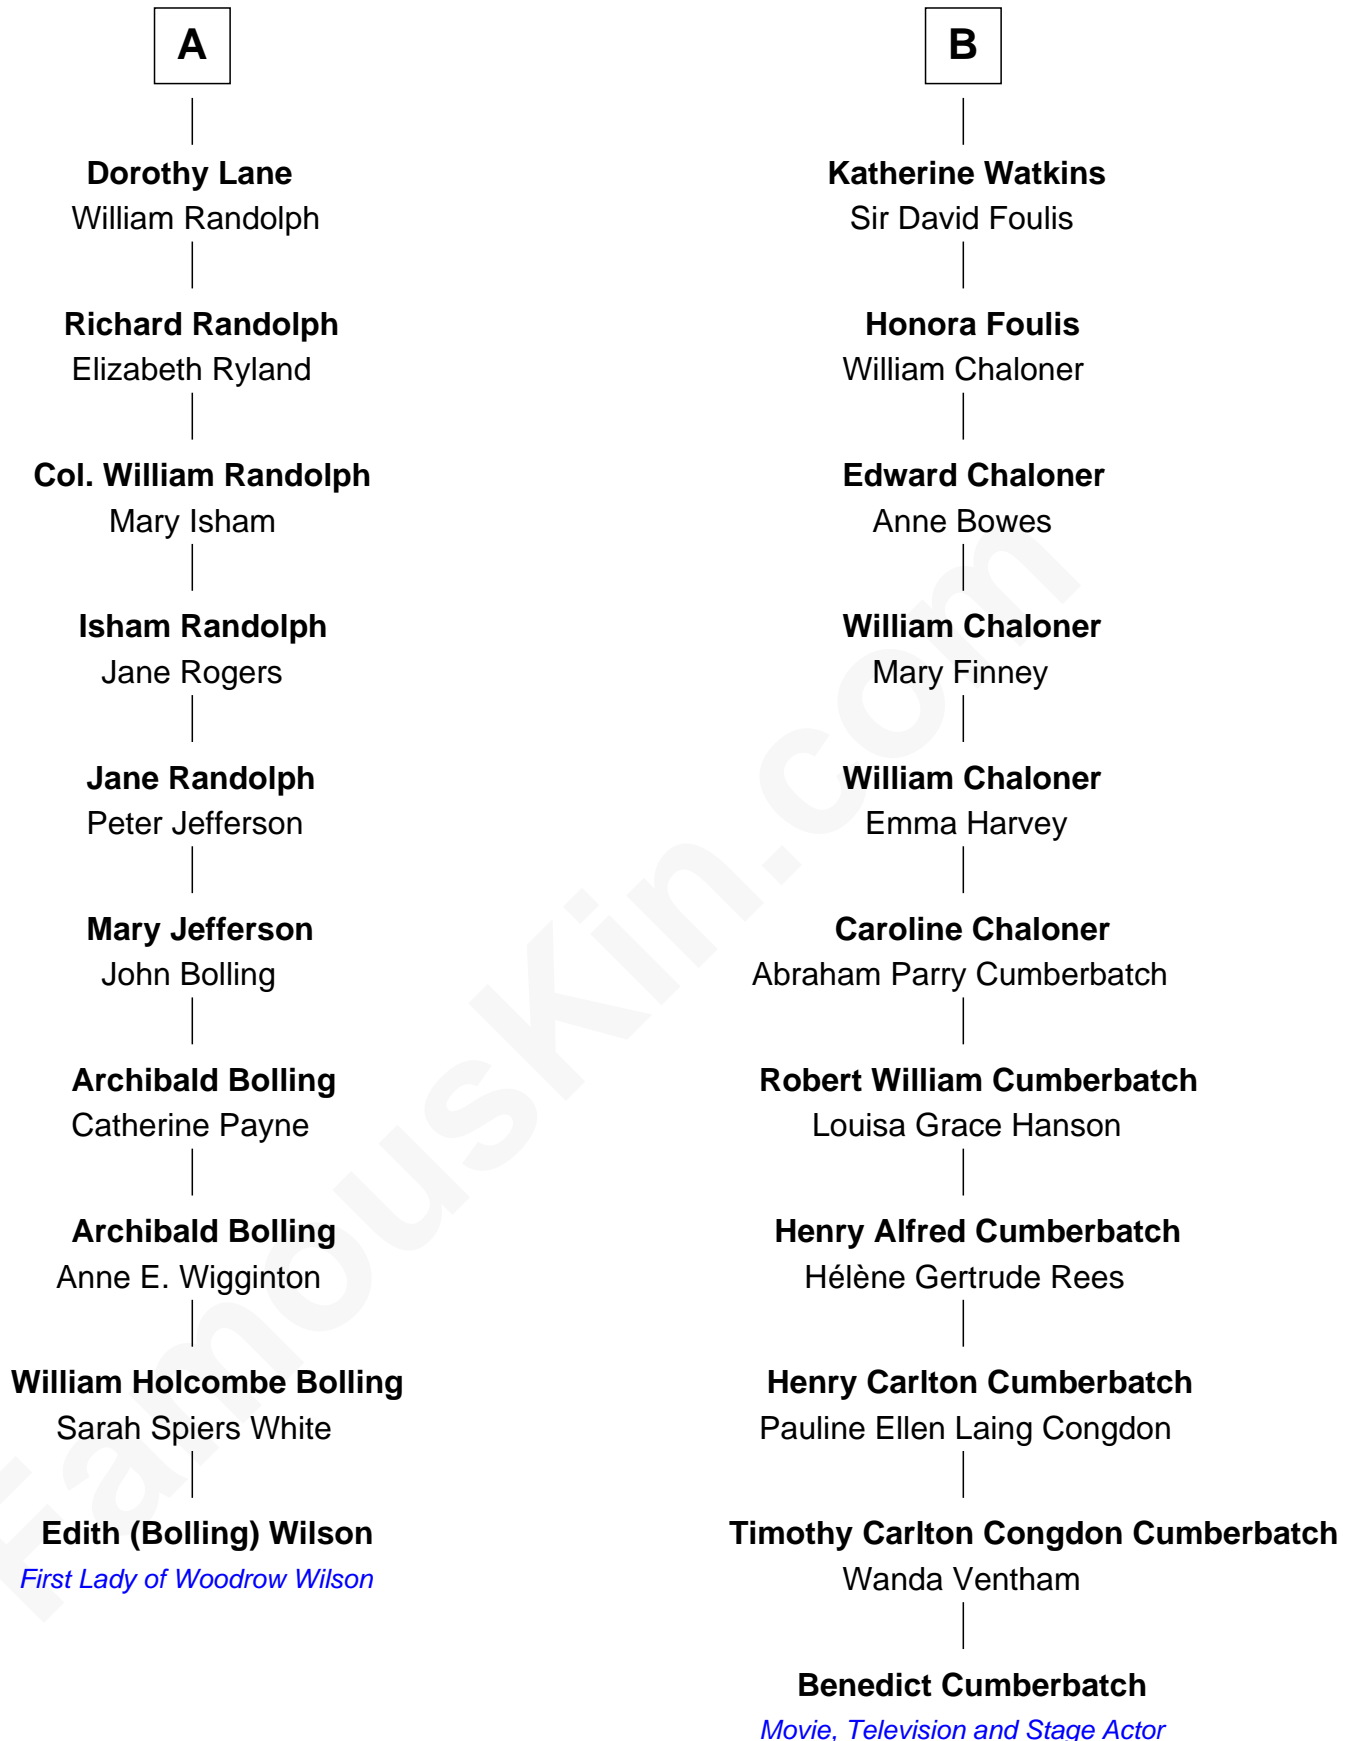 A
Dorothy Lane
William Randolph
Richard Randolph
Elizabeth Ryland
Col. William Randolph
Mary Isham
Isham Randolph
Jane Rogers
Jane Randolph
Peter Jefferson
Mary Jefferson
John Bolling
Archibald Bolling
Catherine Payne
Archibald Bolling
Anne E. Wigginton
William Holcombe Bolling
Sarah Spiers White
Edith (Bolling) Wilson
First Lady of Woodrow Wilson
B
Katherine Watkins
Sir David Foulis
Honora Foulis
William Chaloner
Edward Chaloner
Anne Bowes
William Chaloner
Mary Finney
William Chaloner
Emma Harvey
Caroline Chaloner
Abraham Parry Cumberbatch
Robert William Cumberbatch
Louisa Grace Hanson
Henry Alfred Cumberbatch
Hélène Gertrude Rees
Henry Carlton Cumberbatch
Pauline Ellen Laing Congdon
Timothy Carlton Congdon Cumberbatch
Wanda Ventham
Benedict Cumberbatch
Movie, Television and Stage Actor
FamousKin.com